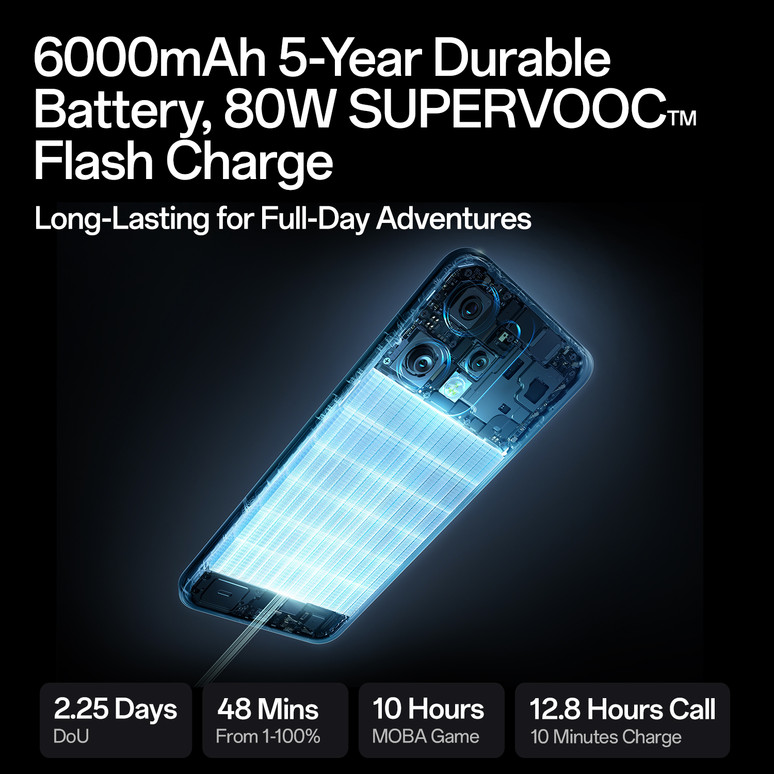 6000mAh 5-Year Durable
Battery, 80W SUPERVOOC™
Flash Charge
Long-Lasting for Full-Day Adventures
2.25 Days
DoU
48 Mins
From 1-100%
10 Hours
MOBA Game
12.8 Hours Call
10 Minutes Charge